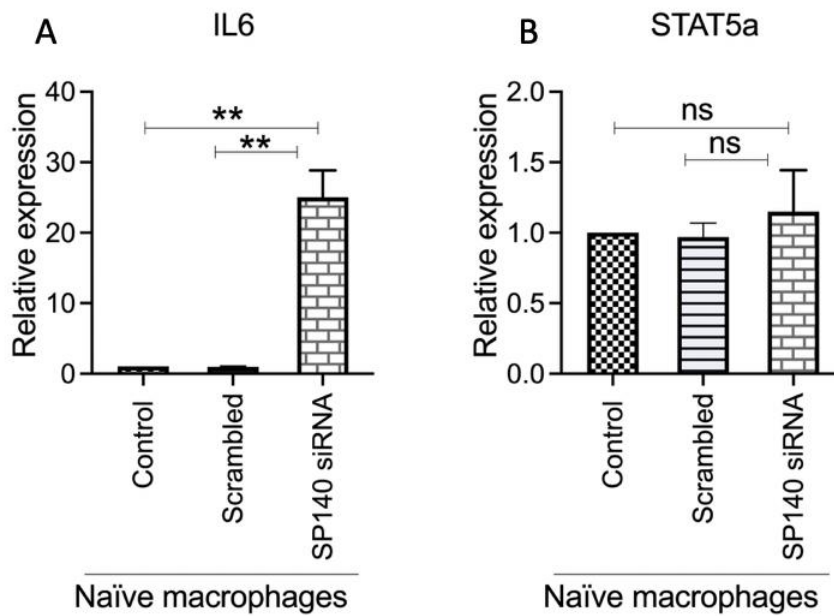 A
IL6
Relative expression
40
30
20
10
0
**
**
Control
Scrambled
SP140 siRNA
Naïve macrophages
B
STAT5a
Relative expression
2.0
1.5
1.0
0.5
0.0
ns
ns
Control
Scrambled
SP140 siRNA
Naïve macrophages